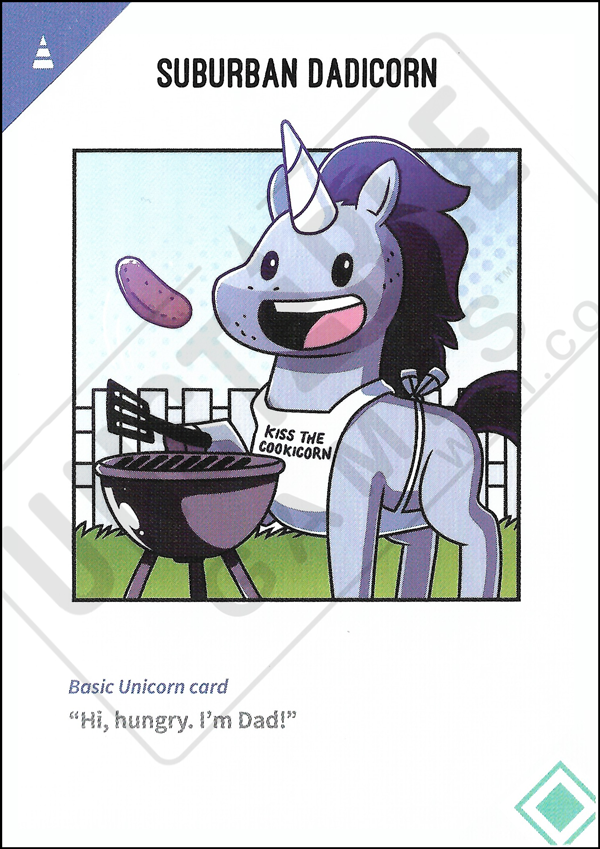 SUBURBAN DADICORN
KISS THE
COOKICORN
Basic Unicorn card
“Hi, hungry. I’m Dad!”